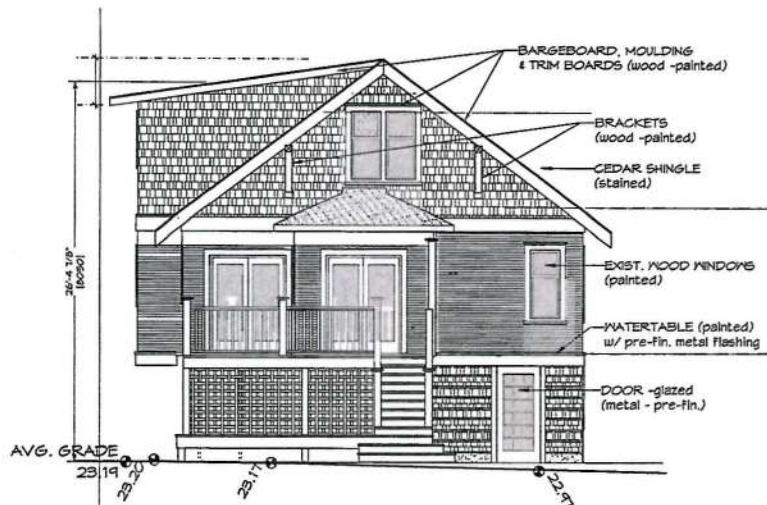 BARGEBOARD, MOULDING
& TRIM BOARDS (wood -painted)
BRACKETS
(wood -painted)
CEDAR SHINGLE
(stained)
26'-4 7/8"
[8050]
EXIST. WOOD WINDOWS
(painted)
WATERTABLE (painted)
w/ pre-fin. metal flashing
DOOR -glazed
(metal - pre-fin.)
AVG. GRADE
23.19
23.20
23.17
22.97